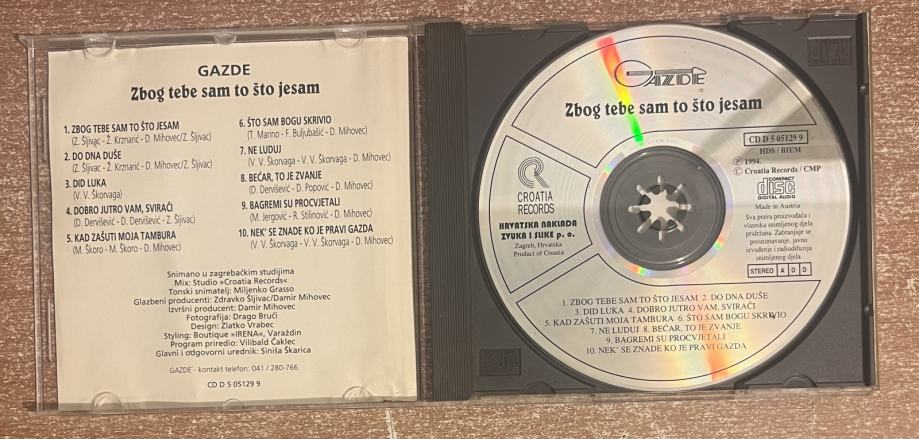 GAZDE
Zbog tebe sam to što jesam
1. ZBOG TEBE SAM TO ŠTO JESAM
(Z. Šljivac - Ž. Krznarić - D. Mihovec/Z. Šljivac)
2. DO DNA DUŠE
(Z. Šljivac - Ž. Krznarić - D. Mihovec/Z. Šljivac)
3. DID LUKA
(V. V. Škorvaga)
4. DOBRO JUTRO VAM, SVIRAČI
(D. Dervišević - D. Dervišević - Z. Šljivac)
5. KAD ZAŠUTI MOJA TAMBURA
(M. Škoro - M. Škoro - D. Mihovec)
6. ŠTO SAM BOGU SKRIVIO
(T. Marino - F. Buljubašić - D. Mihovec)
7. NE LUDUJ
(V. V. Škorvaga - V. V. Škorvaga - D. Mihovec)
8. BEĆAR, TO JE ZVANJE
(D. Dervišević - D. Popović - D. Mihovec)
9. BAGREMI SU PROCVJETALI
(M. Jergović - R. Stilinović - D. Mihovec)
10. NEK' SE ZNADE KO JE PRAVI GAZDA
(V. V. Škorvaga - V. V. Škorvaga - D. Mihovec)
Snimano u zagrebačkim studijima
Mix: Studio »Croatia Records«
Tonski snimatelj: Miljenko Grasso
Glazbeni producenti: Zdravko Šljivac/Damir Mihovec
Izvršni producent: Damir Mihovec
Fotografija: Drago Bruči
Design: Zlatko Vrabec
Styling: Boutique »IRENA«, Varaždin
Program priredio: Vilibald Čaklec
Glavni i odgovorni urednik: Siniša Škarica
GAZDE - kontakt telefon: 041 / 280-766
CD D 5 05129 9
GAZDE
Zbog tebe sam to što jesam
CROATIA
RECORDS
HRVATSKA NAKLADA
ZVUKA I SLIKE p. o.
Zagreb, Hrvatska
Product of Croatia
CD D 5 05129 9
HDS / BIEM
Ⓟ 1994.
© Croatia Records / CMP
COMPACT
disc
DIGITAL AUDIO
Made in Austria
Sva prava proizvođača i
vlasnika snimljenog djela
pridržana. Zabranjuje se
presnimavanje, javno
izvođenje i radiodifuzija
snimljenog djela.
STEREO A D D
1. ZBOG TEBE SAM TO ŠTO JESAM 2. DO DNA DUŠE
3. DID LUKA 4. DOBRO JUTRO VAM, SVIRAČI
5. KAD ZAŠUTI MOJA TAMBURA 6. ŠTO SAM BOGU SKRIVIO
7. NE LUDUJ 8. BEĆAR, TO JE ZVANJE
9. BAGREMI SU PROCVJETALI
10. NEK' SE ZNADE KO JE PRAVI GAZDA